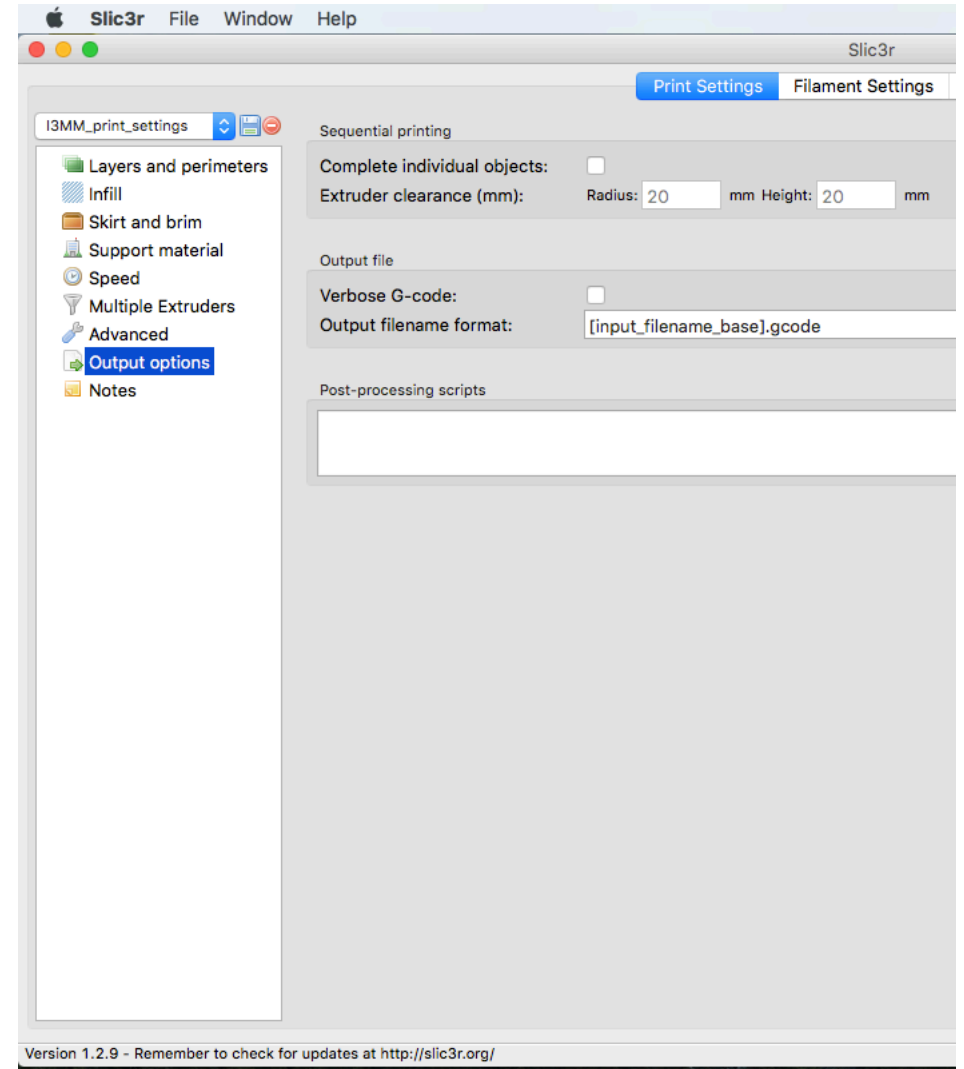 Slic3r File Window Help
Slic3r
Print Settings Filament Settings
I3MM_print_settings
Layers and perimeters
Infill
Skirt and brim
Support material
Speed
Multiple Extruders
Advanced
Output options
Notes
Sequential printing
Complete individual objects:
Extruder clearance (mm): Radius: 20 mm Height: 20 mm
Output file
Verbose G-code:
Output filename format: [input_filename_base].gcode
Post-processing scripts
Version 1.2.9 - Remember to check for updates at http://slic3r.org/